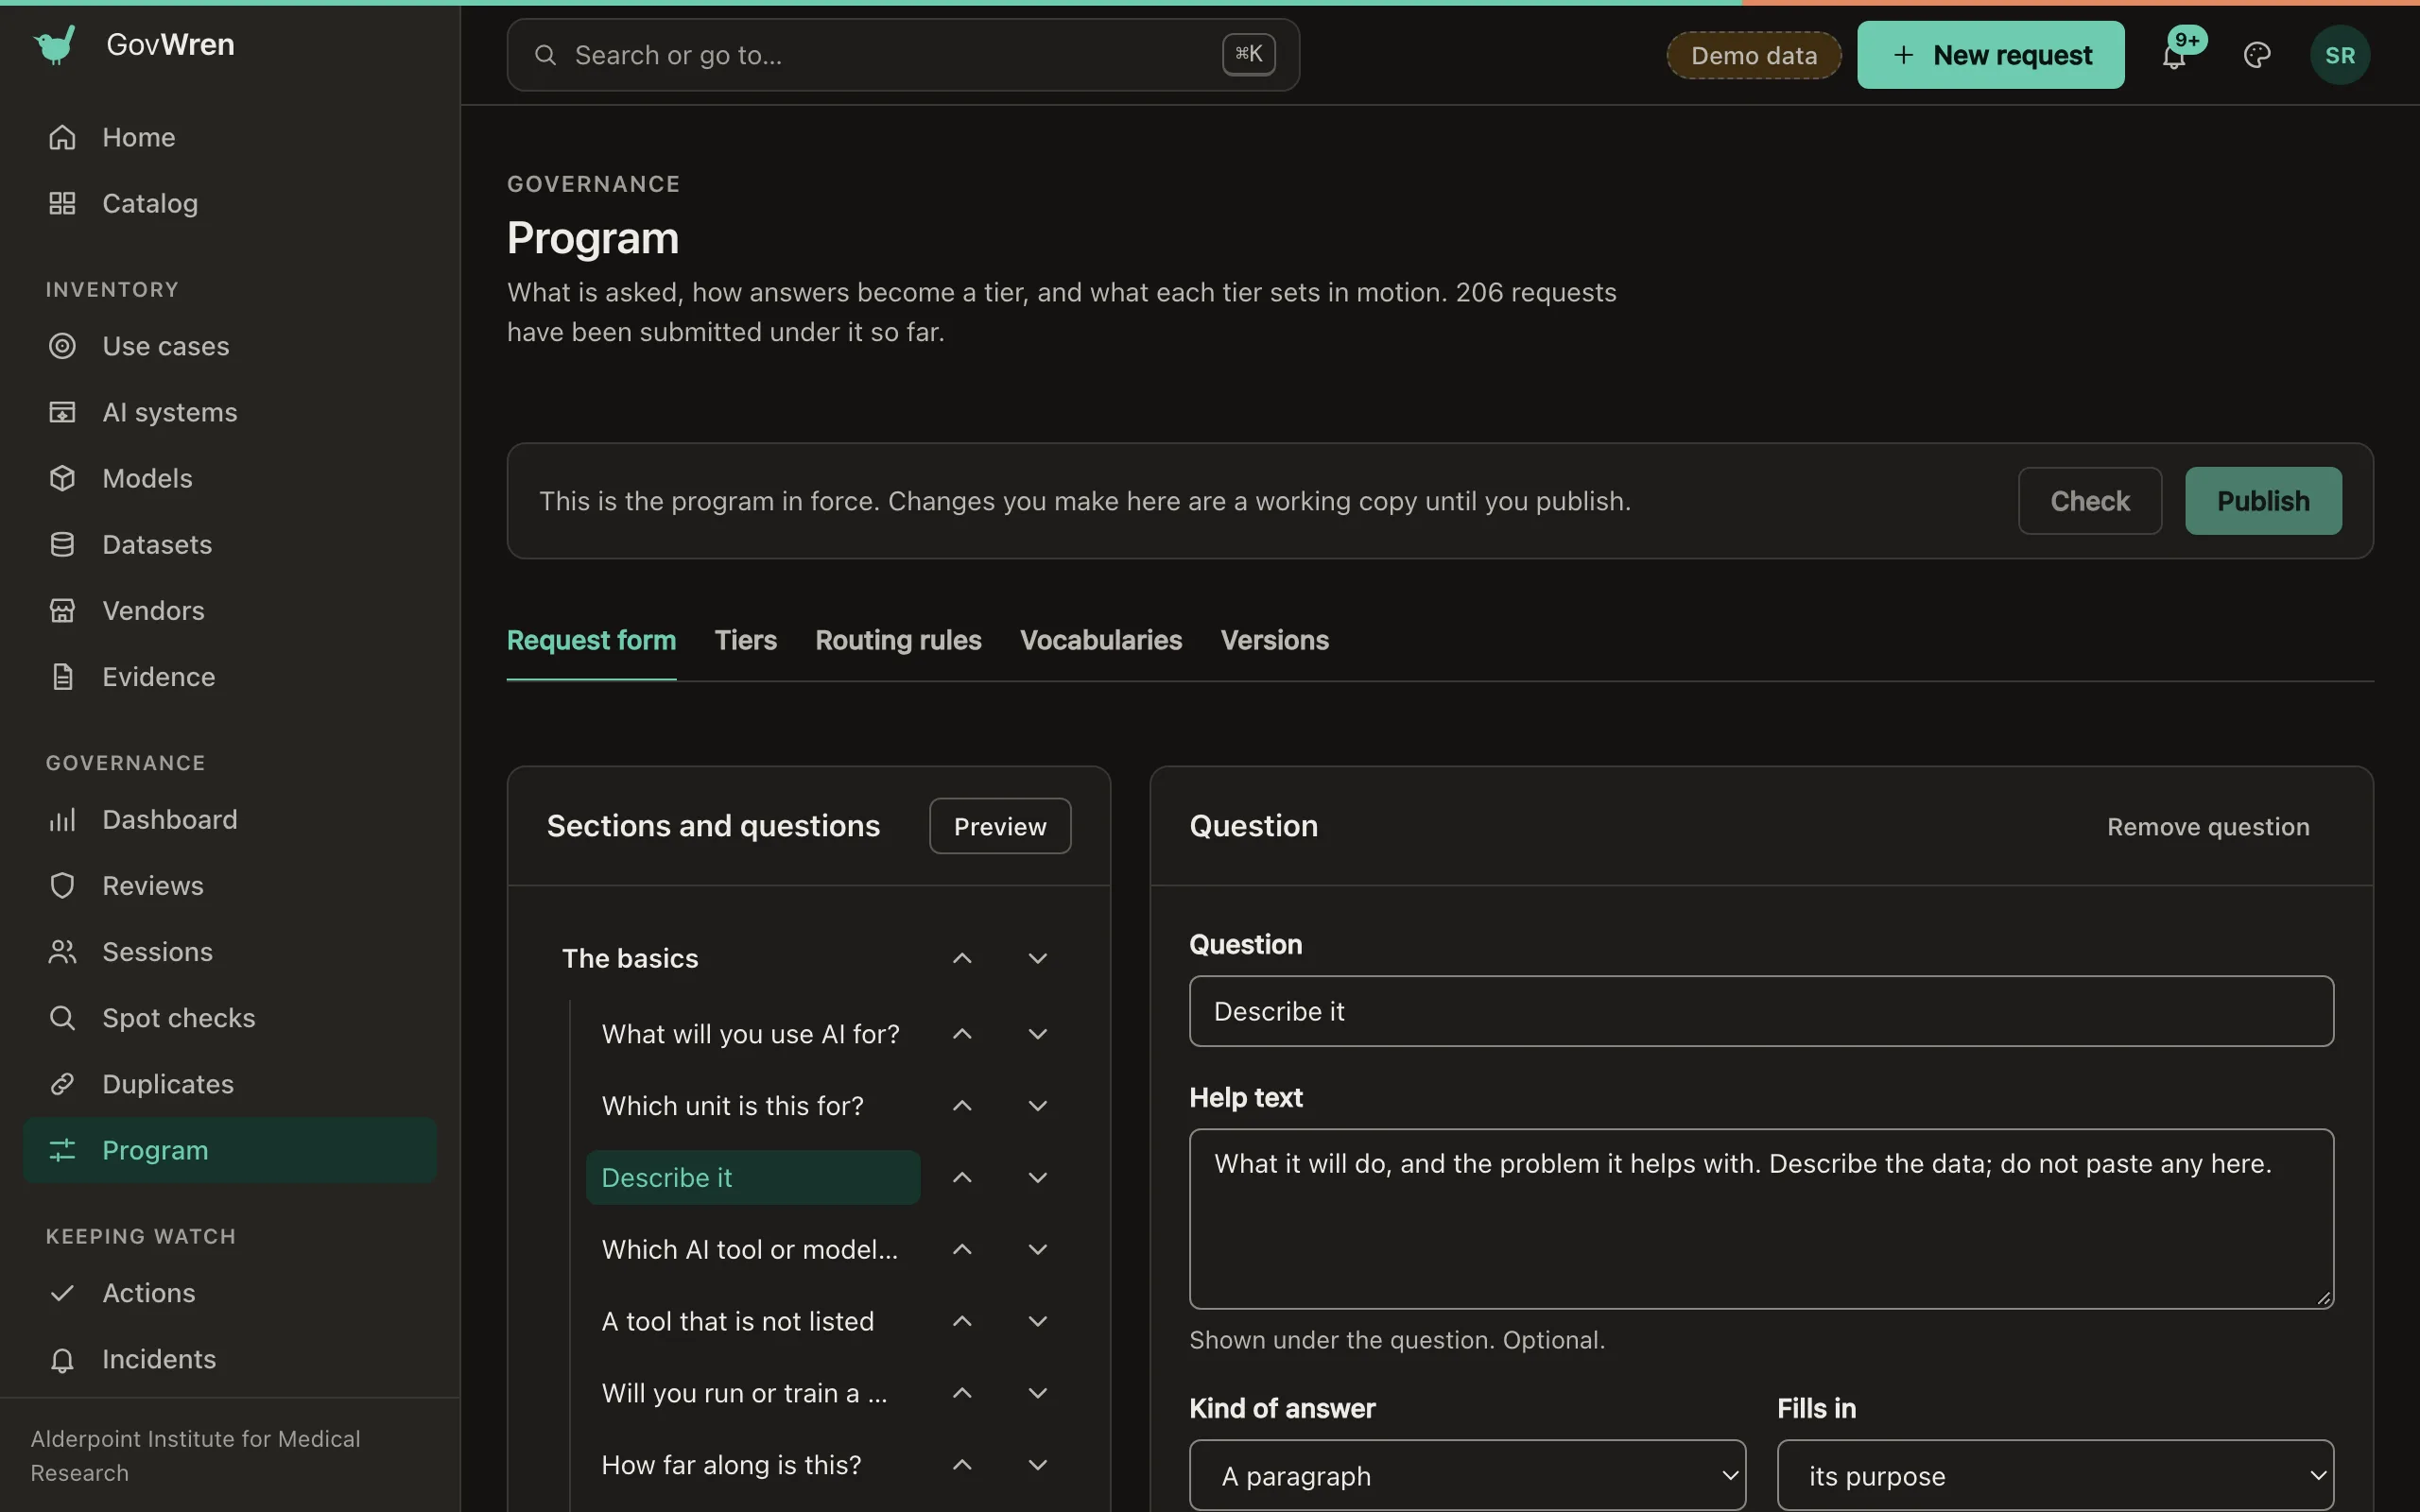 GovWren
Search or go to...
⌘K
Demo data
+ New request
9+
SR
Home
Catalog
INVENTORY
Use cases
AI systems
Models
Datasets
Vendors
Evidence
GOVERNANCE
Dashboard
Reviews
Sessions
Spot checks
Duplicates
Program
KEEPING WATCH
Actions
Incidents
Alderpoint Institute for Medical
Research
GOVERNANCE
Program
What is asked, how answers become a tier, and what each tier sets in motion. 206 requests
have been submitted under it so far.
This is the program in force. Changes you make here are a working copy until you publish.
Check
Publish
Request form
Tiers
Routing rules
Vocabularies
Versions
Sections and questions
Preview
The basics
What will you use AI for?
Which unit is this for?
Describe it
Which AI tool or model...
A tool that is not listed
Will you run or train a ...
How far along is this?
Question
Remove question
Question
Describe it
Help text
What it will do, and the problem it helps with. Describe the data; do not paste any here.
Shown under the question. Optional.
Kind of answer
A paragraph
Fills in
its purpose